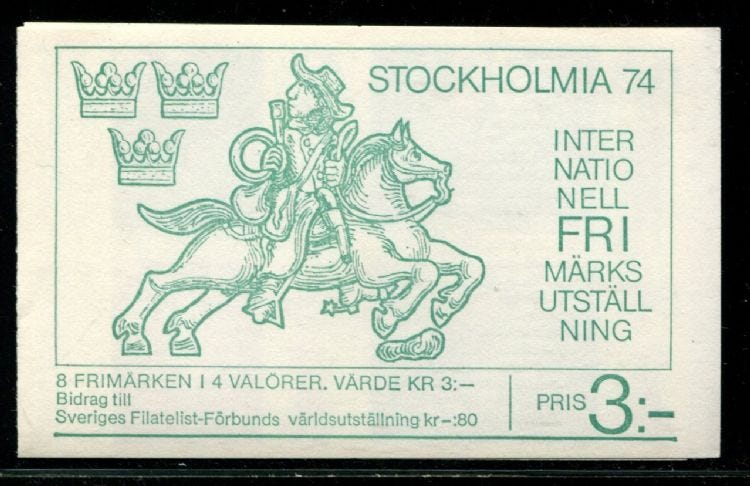 STOCKHOLMIA 74
INTER
NATIO
NELL
FRI
MÄRKS
UTSTÄLL
NING
8 FRIMÄRKEN I 4 VALÖRER. VÄRDE KR 3:—
Bidrag till
Sveriges Filatelist-Förbunds världsutställning kr-:80
PRIS 3:-